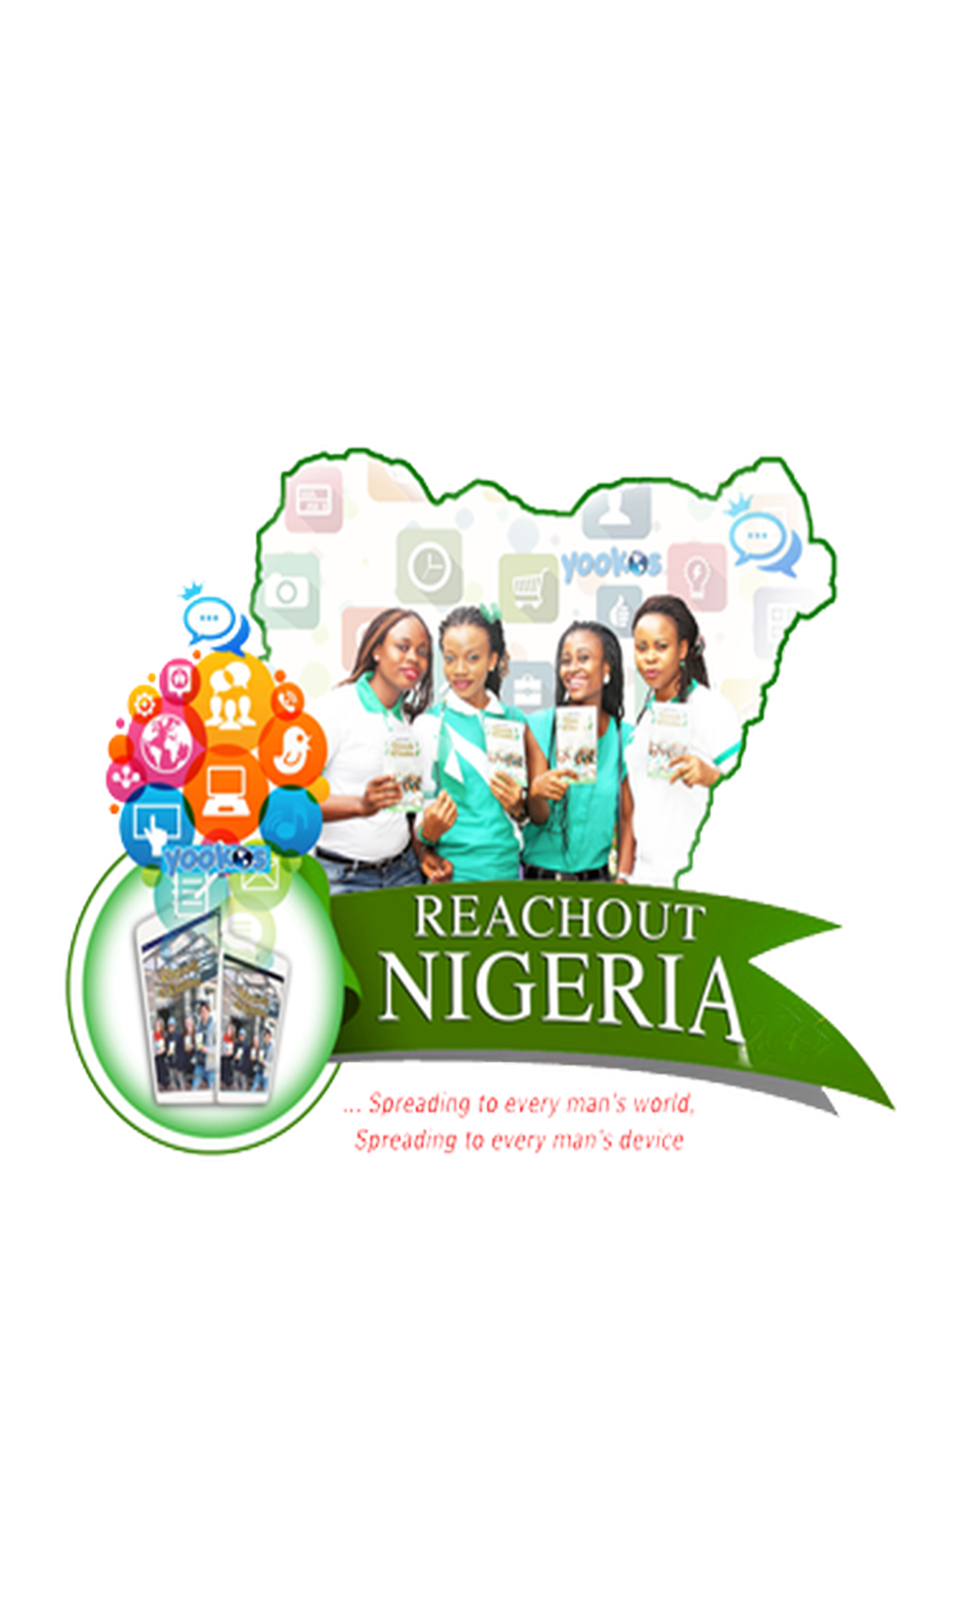 yookos
yookos
REACHOUT
NIGERIA
... Spreading to every man's world,
Spreading to every man's device